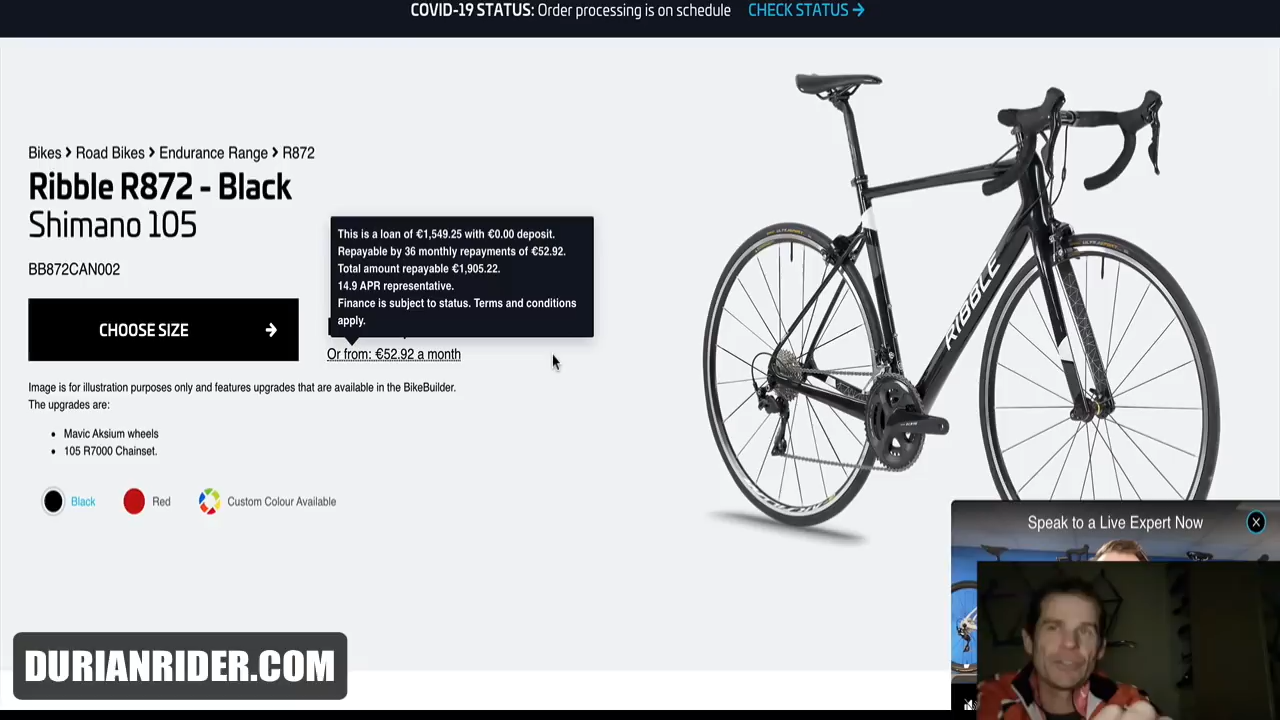 COVID-19 STATUS: Order processing is on schedule CHECK STATUS →
Bikes > Road Bikes > Endurance Range > R872
Ribble R872 - Black
Shimano 105
BB872CAN002
This is a loan of €1,549.25 with €0.00 deposit.
Repayable by 36 monthly repayments of €52.92.
Total amount repayable €1,905.22.
14.9 APR representative.
Finance is subject to status. Terms and conditions
apply.
CHOOSE SIZE →
Or from: €52.92 a month
Image is for illustration purposes only and features upgrades that are available in the BikeBuilder.
The upgrades are:
• Mavic Aksium wheels
• 105 R7000 Chainset.
Black Red Custom Colour Available
RIBBLE
Speak to a Live Expert Now
DURIANRIDER.COM